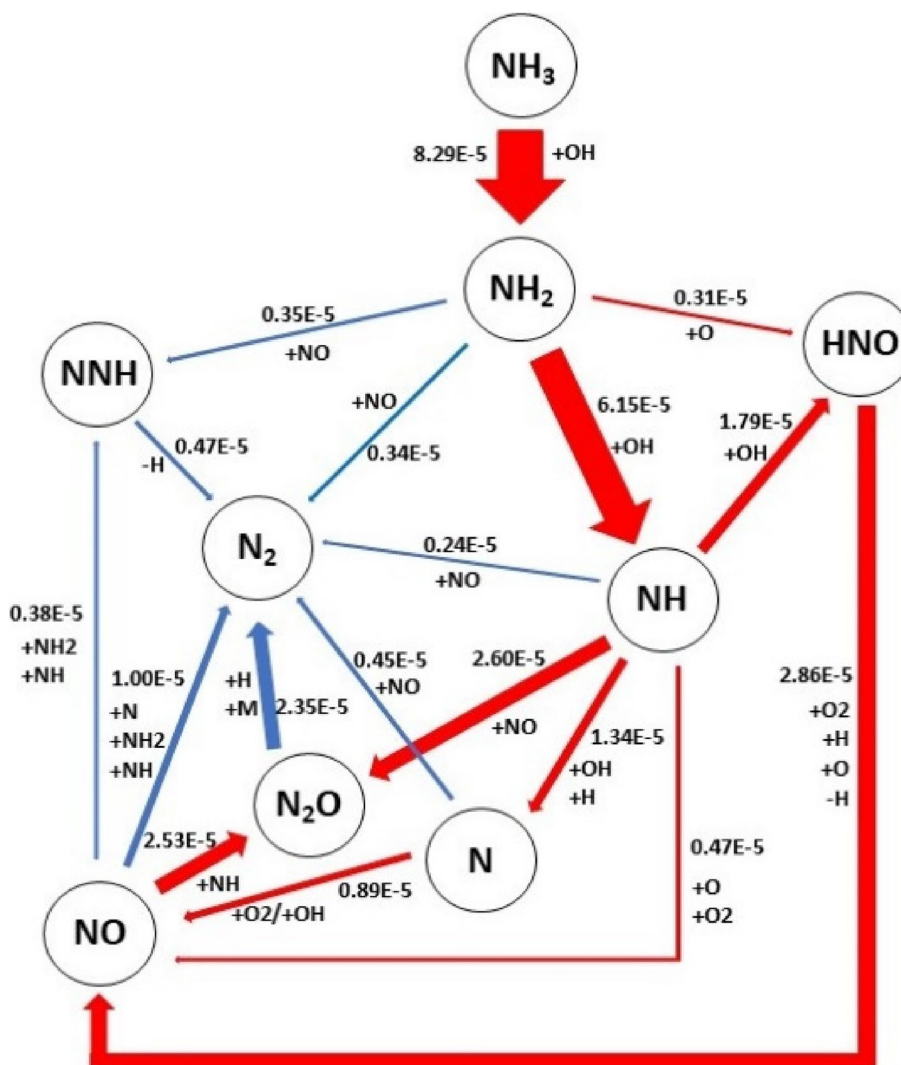 NH₃
8.29E-5 +OH
NH₂
0.35E-5
+NO
0.31E-5
+O
HNO
NNH
+NO
0.34E-5
6.15E-5
+OH
1.79E-5
+OH
0.47E-5
-H
N₂
0.24E-5
+NO
NH
0.38E-5
+NH2
+NH
1.00E-5
+N
+NH2
+NH
+H
+M
2.35E-5
0.45E-5
+NO
2.60E-5
+NO
1.34E-5
+OH
+H
2.86E-5
+O2
+H
+O
-H
N₂O
N
0.47E-5
+O
+O2
2.53E-5
+NH
0.89E-5
+O2/+OH
NO